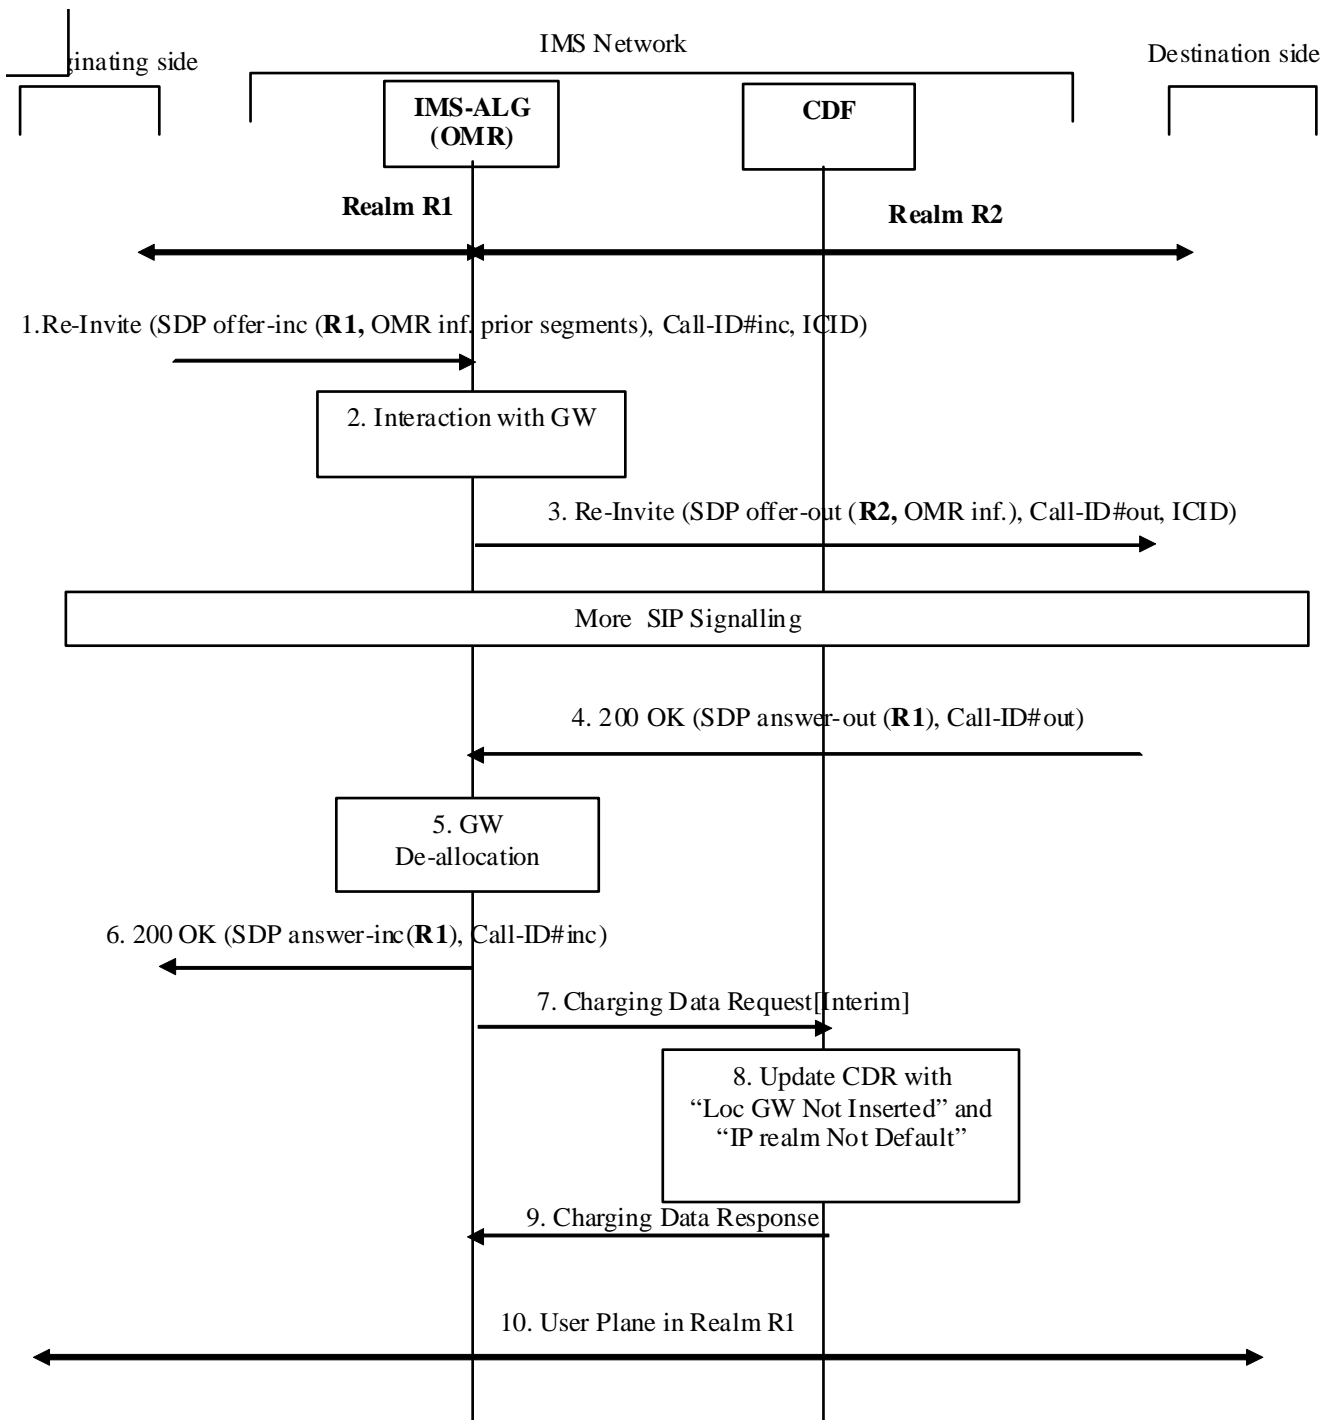 IMS Network
ginating side
Destination side
IMS-ALG
(OMR)
CDF
Realm R1
Realm R2
1.Re-Invite (SDP offer-inc (R1, OMR inf. prior segments), Call-ID#inc, ICID)
2. Interaction with GW
3. Re-Invite (SDP offer-out (R2, OMR inf.), Call-ID#out, ICID)
More SIP Signalling
4. 200 OK (SDP answer-out (R1), Call-ID#out)
5. GW
De-allocation
6. 200 OK (SDP answer-inc(R1), Call-ID#inc)
7. Charging Data Request[Interim]
8. Update CDR with
“Loc GW Not Inserted” and
“IP realm Not Default”
9. Charging Data Response
10. User Plane in Realm R1